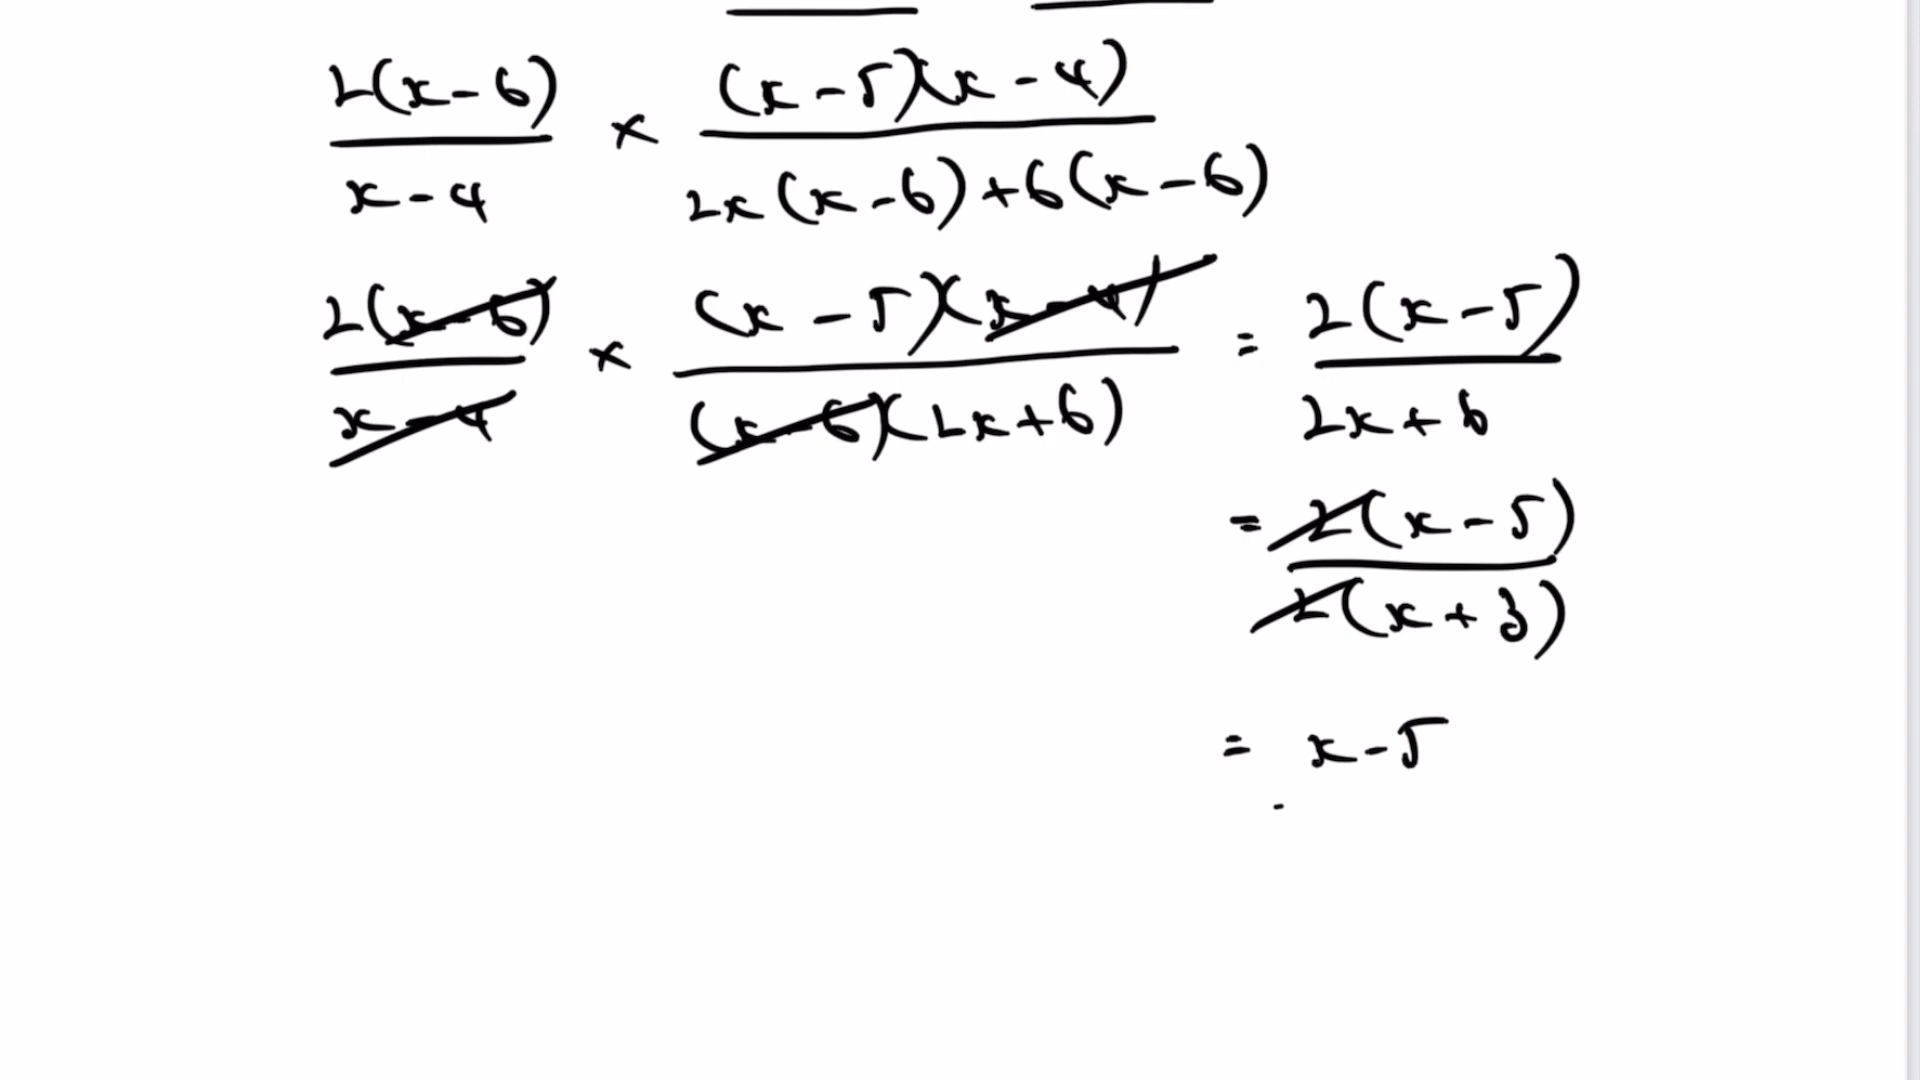 2(x-6) / x-4 × (x-5)(x-4) / 2x(x-6)+6(x-6)
2(x-6) / x-4 × (x-5)(x-4) / (x-6)(2x+6) = 2(x-5) / 2x+6
= 2(x-5) / 2(x+3)
= x-5